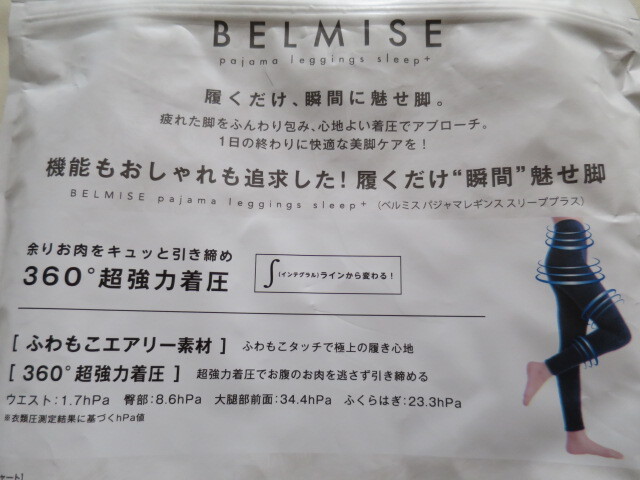 BELMISE
pajama leggings sleep+
履くだけ、瞬間に魅せ脚。
疲れた脚をふんわり包み、心地よい着圧でアプローチ。
1日の終わりに快適な美脚ケアを!
機能もおしゃれも追求した!履くだけ“瞬間”魅せ脚
BELMISE pajama leggings sleep+ (ベルミス パジャマレギンス スリーププラス)
余りお肉をキュッと引き締め
360°超強力着圧
∫(インテグラル)ラインから変わる!
[ ふわもこエアリー素材 ] ふわもこタッチで極上の履き心地
[ 360°超強力着圧 ] 超強力着圧でお腹のお肉を逃さず引き締める
ウエスト:1.7hPa 臀部:8.6hPa 大腿部前面:34.4hPa ふくらはぎ:23.3hPa
※衣類圧測定結果に基づくhPa値
ャート]